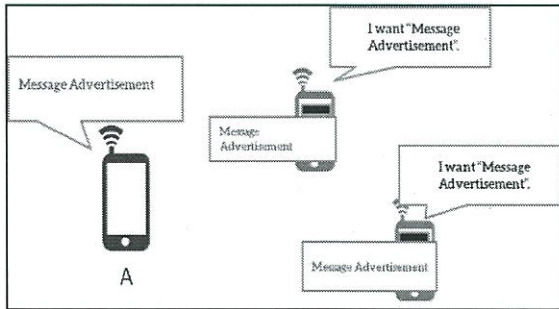 Message Advertisement
A
I want "Message
Advertisement".
Message
Advertisement
I want "Message
Advertisement".
Message Advertisement